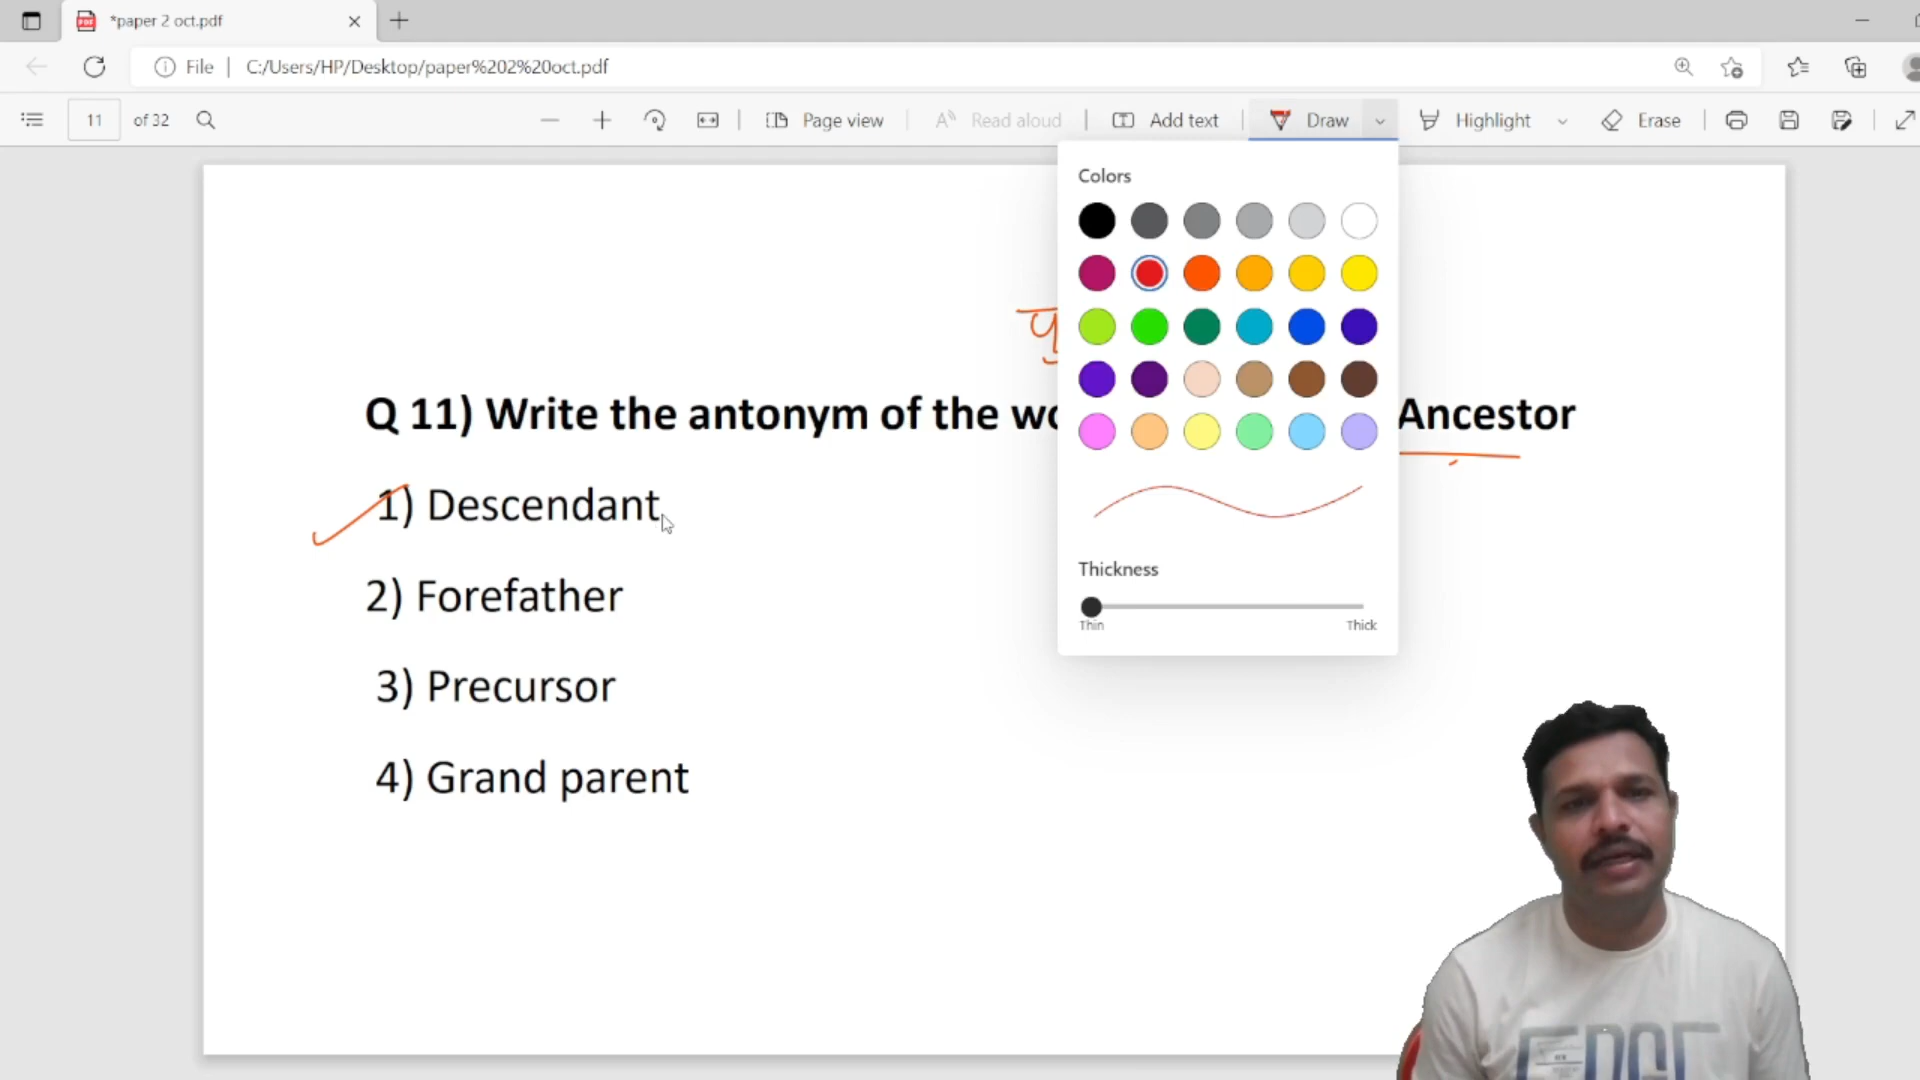 *paper 2 oct.pdf
File | C:/Users/HP/Desktop/paper%202%20oct.pdf
11 of 32 Page view Read aloud Add text Draw Highlight Erase
Colors
Q 11) Write the antonym of the Ancestor
1) Descendant
Thickness
Thin Thick
2) Forefather
3) Precursor
4) Grand parent